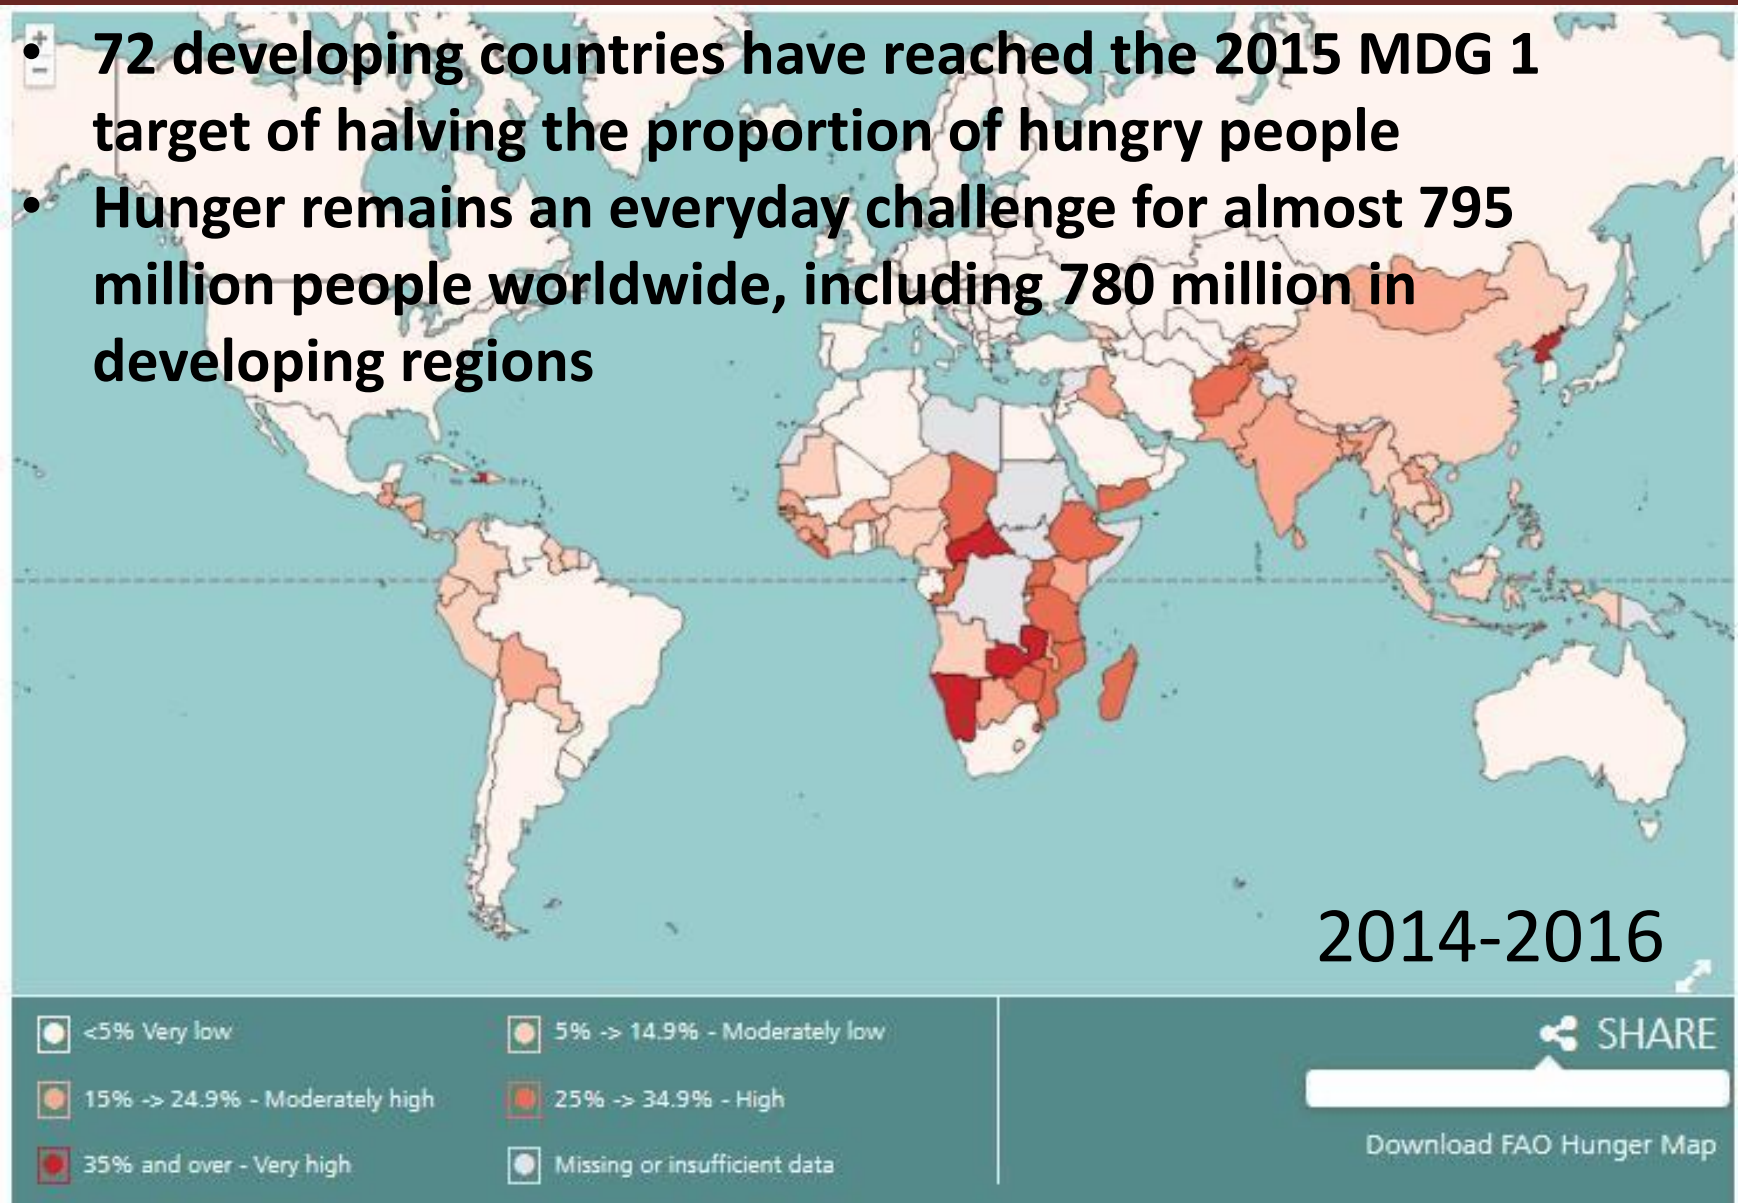 +
–
• 72 developing countries have reached the 2015 MDG 1
target of halving the proportion of hungry people
• Hunger remains an everyday challenge for almost 795
million people worldwide, including 780 million in
developing regions
2014-2016
<5% Very low
5% -> 14.9% - Moderately low
15% -> 24.9% - Moderately high
25% -> 34.9% - High
35% and over - Very high
Missing or insufficient data
SHARE
Download FAO Hunger Map